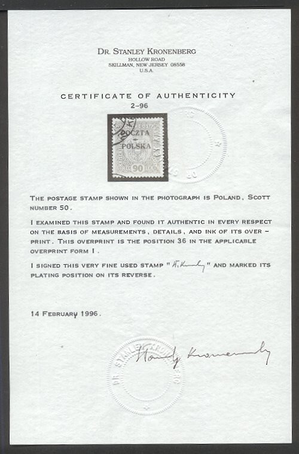 DR. STANLEY KRONENBERG
HOLLOW ROAD
SKILLMAN, NEW JERSEY 08558
U.S.A.
CERTIFICATE OF AUTHENTICITY
2-96
POCZTA
POLSKA
90
THE POSTAGE STAMP SHOWN IN THE PHOTOGRAPH IS POLAND, SCOTT
NUMBER 50.
I EXAMINED THIS STAMP AND FOUND IT AUTHENTIC IN EVERY RESPECT
ON THE BASIS OF MEASUREMENTS, DETAILS, AND INK OF ITS OVER-
PRINT. THIS OVERPRINT IS THE POSITION 36 IN THE APPLICABLE
OVERPRINT FORM I.
I SIGNED THIS VERY FINE USED STAMP " " AND MARKED ITS
PLATING POSITION ON ITS REVERSE.
14 FEBRUARY 1996.
Stanley Kronenberg